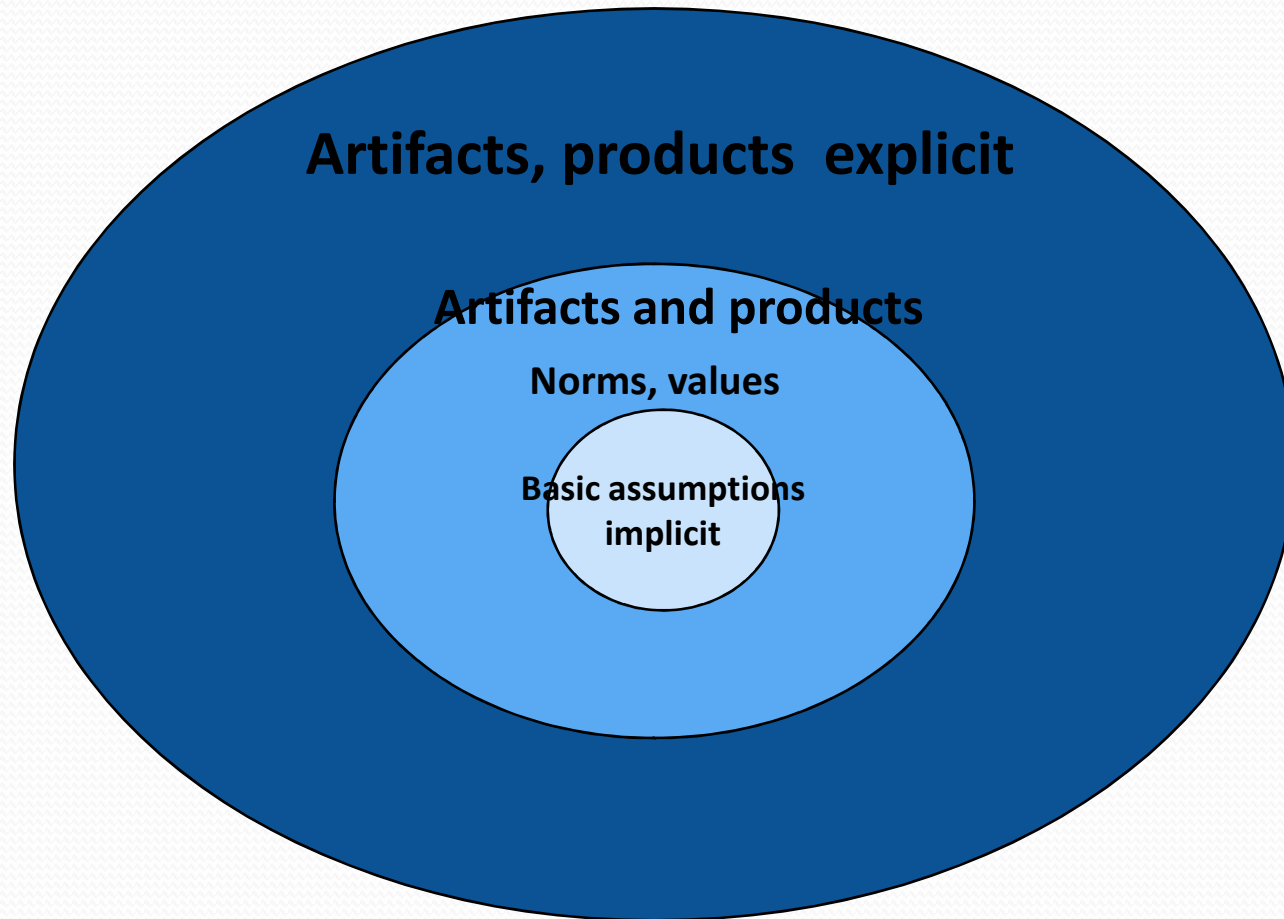 Artifacts, products explicit
Artifacts and products
Norms, values
Basic assumptions
implicit